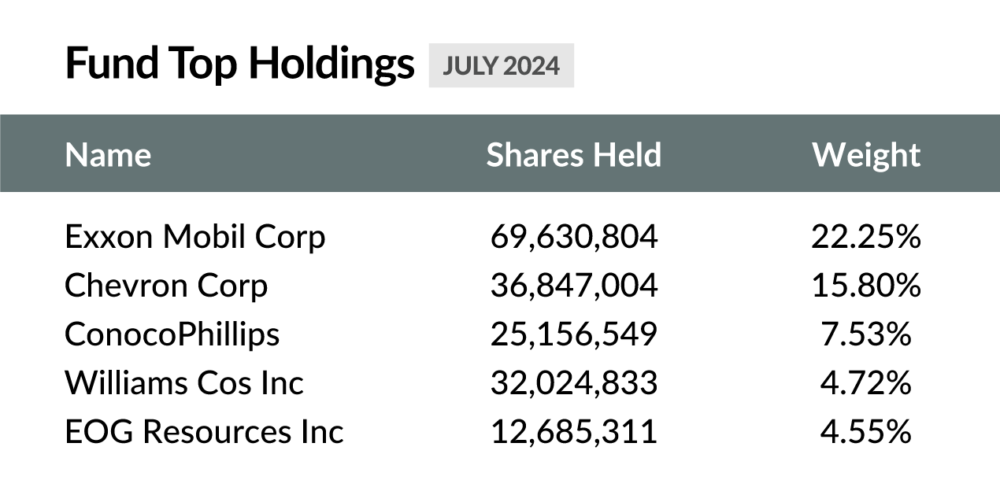 Fund Top Holdings JULY 2024
Name Shares Held Weight
Exxon Mobil Corp 69,630,804 22.25%
Chevron Corp 36,847,004 15.80%
ConocoPhillips 25,156,549 7.53%
Williams Cos Inc 32,024,833 4.72%
EOG Resources Inc 12,685,311 4.55%